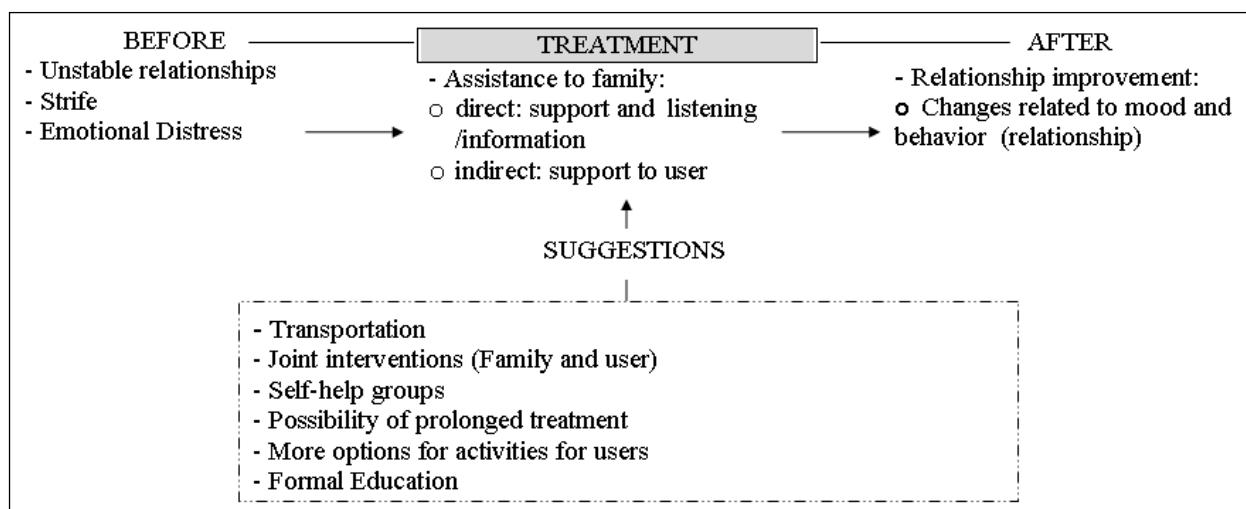 BEFORE
- Unstable relationships
- Strife
- Emotional Distress
TREATMENT
- Assistance to family:
○ direct: support and listening
/information
○ indirect: support to user
AFTER
- Relationship improvement:
○ Changes related to mood and
behavior (relationship)
SUGGESTIONS
- Transportation
- Joint interventions (Family and user)
- Self-help groups
- Possibility of prolonged treatment
- More options for activities for users
- Formal Education